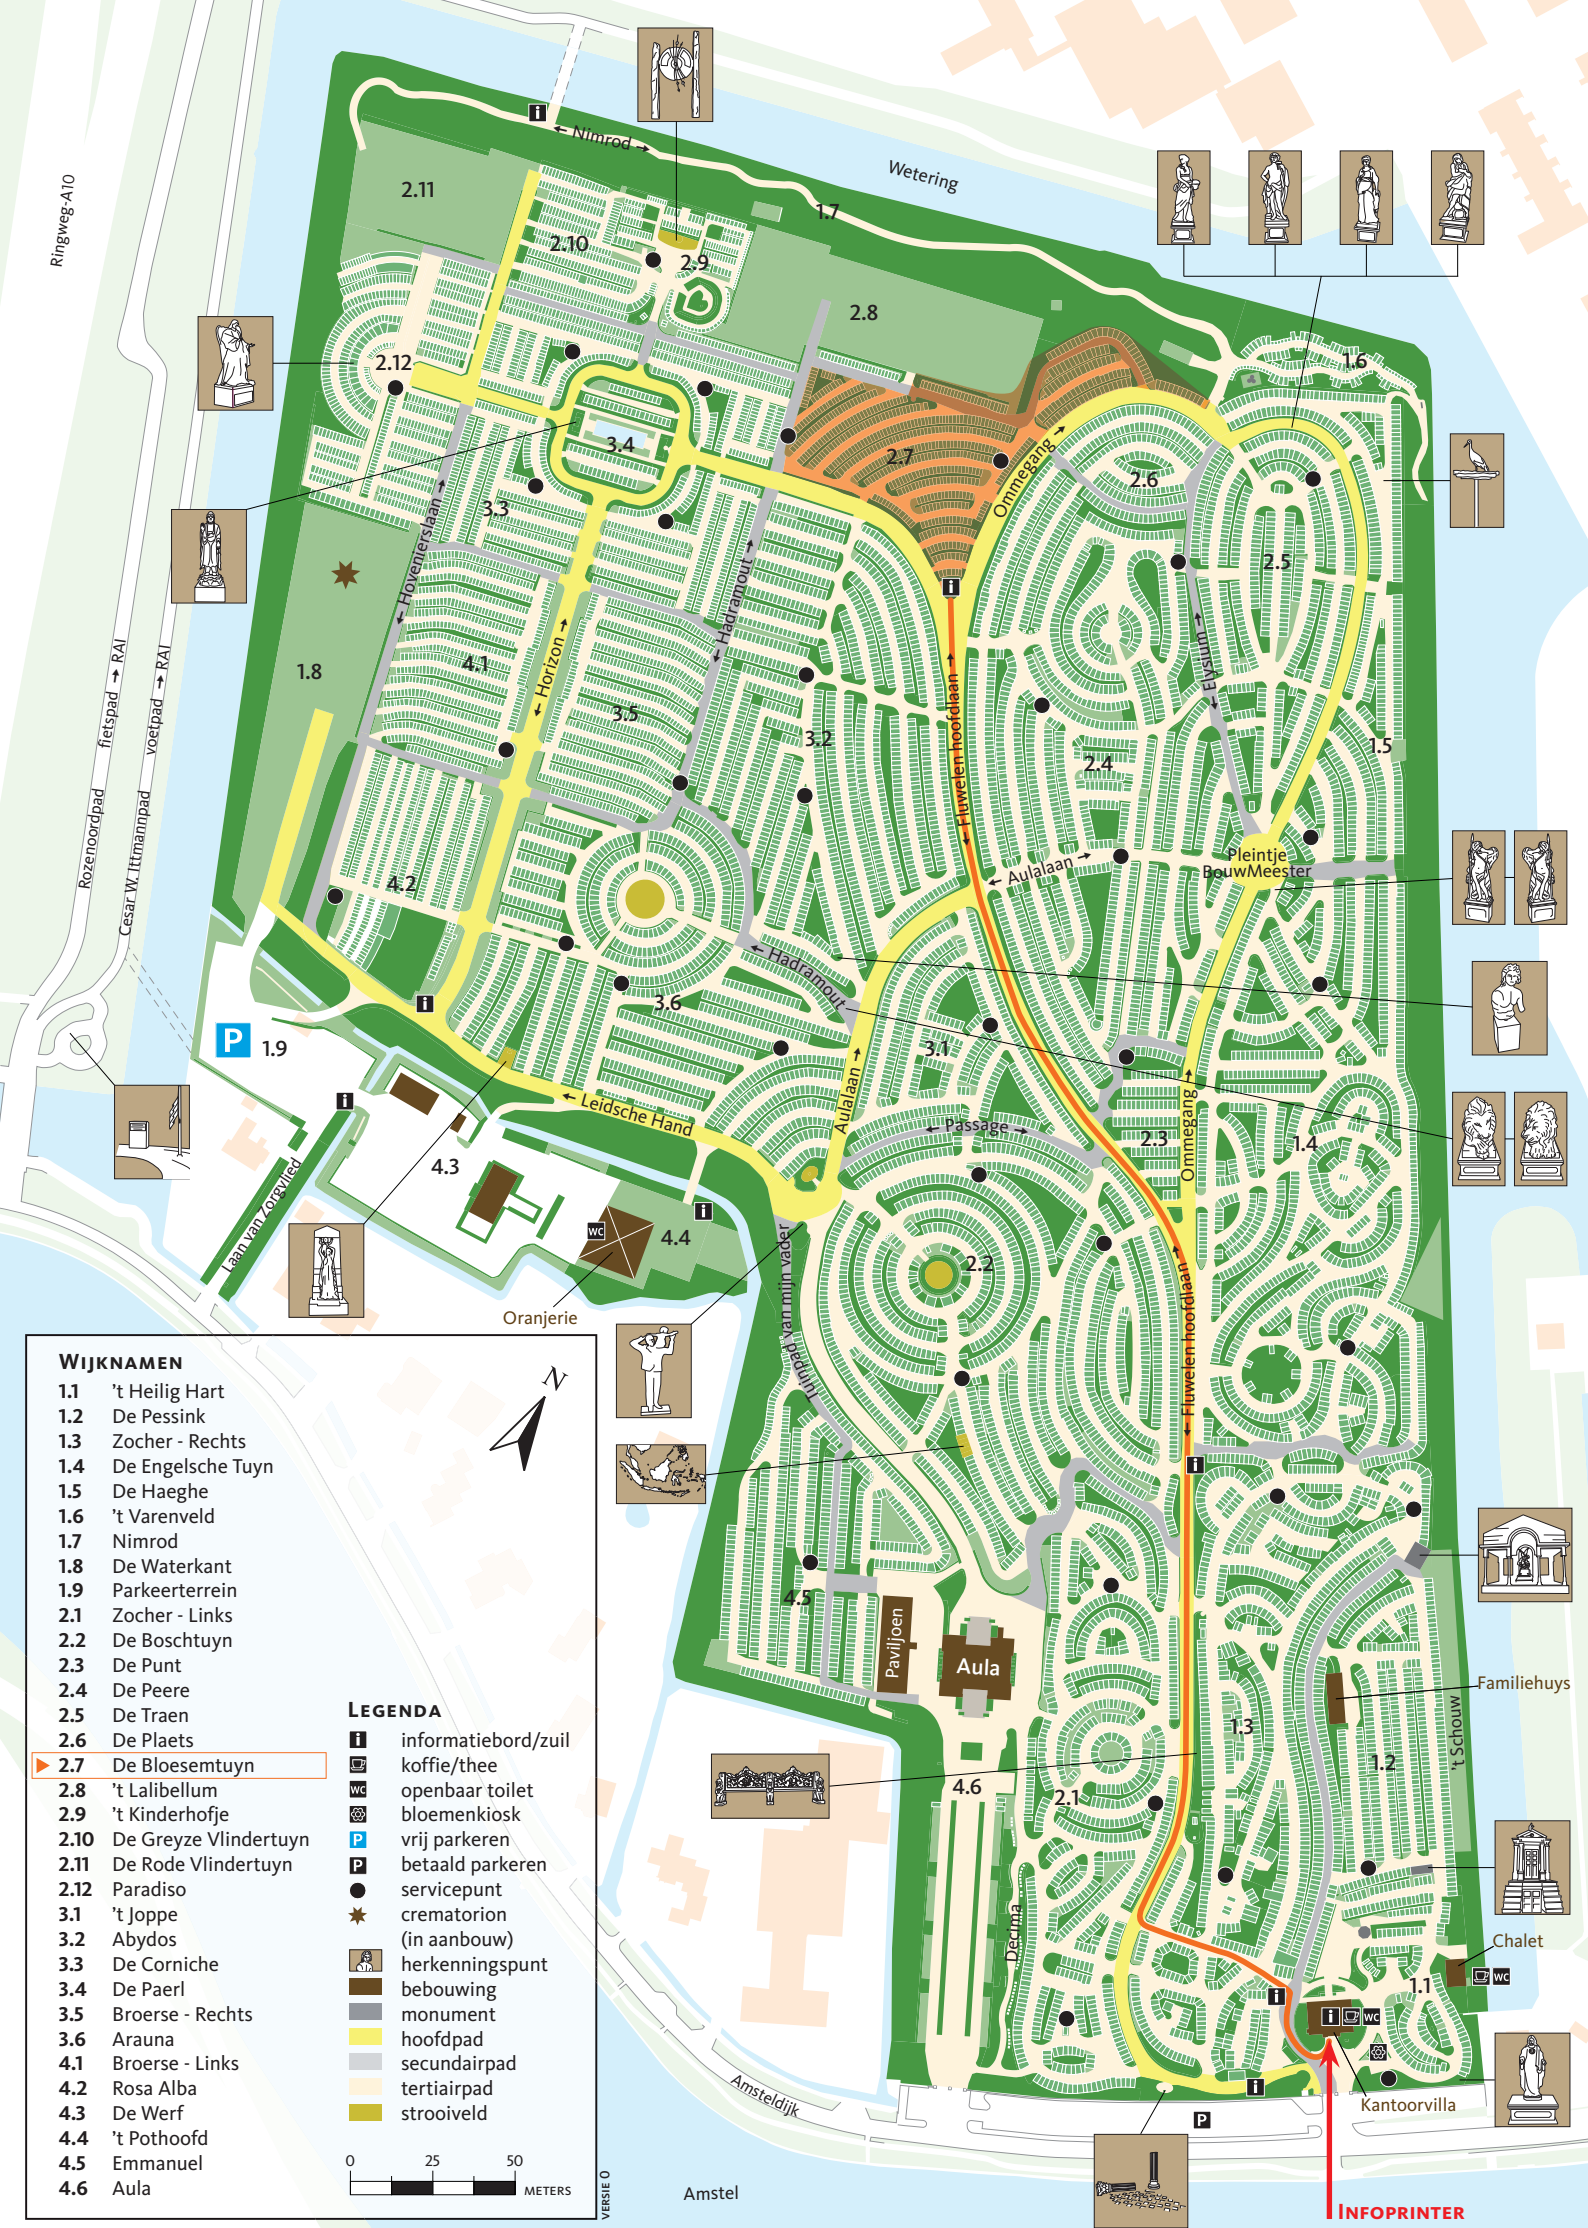 Ringweg-A10
Nimrod
Wetering
2.11
1.7
2.10
2.9
2.8
2.12
1.6
3.4
2.7
Ommegang
2.6
3.3
Hovenierslaan
Hadramout
2.5
Elysium
1.8
4.1
Horizon
3.5
3.2
Fluwelen hoofdlaan
2.4
1.5
fietspad → RAI
voetpad → RAI
Rozenoordpad
Cesar W. Ittmannpad
4.2
Aulalaan
Pleintje
BouwMeester
Hadramout
3.6
P
1.9
3.1
Aulalaan
Leidsche Hand
Passage
2.3
Ommegang
1.4
4.3
Laan van Zorgvlied
WC
4.4
Oranjerie
Tuinpad van mijn vader
2.2
Fluwelen hoofdlaan
4.5
Paviljoen
Aula
Familiehuys
1.3
't Schouw
1.2
4.6
2.1
Decima
Chalet
WC
1.1
WC
Kantoorvilla
P
Amsteldijk
Amstel
Infoprinter
Wijknamen
1.1 't Heilig Hart
1.2 De Pessink
1.3 Zocher - Rechts
1.4 De Engelsche Tuyn
1.5 De Haeghe
1.6 't Varenveld
1.7 Nimrod
1.8 De Waterkant
1.9 Parkeerterrein
2.1 Zocher - Links
2.2 De Boschtuyn
2.3 De Punt
2.4 De Peere
2.5 De Traen
2.6 De Plaets
2.7 De Bloesemtuyn
2.8 't Lalibellum
2.9 't Kinderhofje
2.10 De Greyze Vlindertuyn
2.11 De Rode Vlindertuyn
2.12 Paradiso
3.1 't Joppe
3.2 Abydos
3.3 De Corniche
3.4 De Paerl
3.5 Broerse - Rechts
3.6 Arauna
4.1 Broerse - Links
4.2 Rosa Alba
4.3 De Werf
4.4 't Pothoofd
4.5 Emmanuel
4.6 Aula
N
Legenda
i informatiebord/zuil
koffie/thee
WC openbaar toilet
bloemenkiosk
P vrij parkeren
P betaald parkeren
servicepunt
crematorion
(in aanbouw)
herkenningspunt
bebouwing
monument
hoofdpad
secundairpad
tertiairpad
strooiveld
0 25 50
METERS
VERSIE O